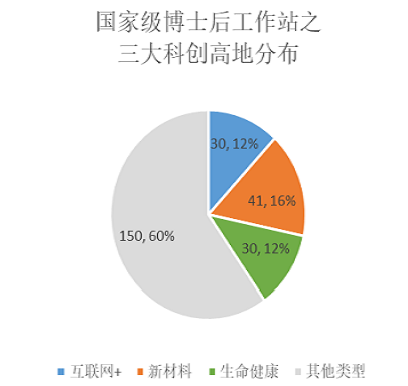 国家级博士后工作站之
三大科创高地分布
30, 12%
41, 16%
30, 12%
150, 60%
互联网+ 新材料 生命健康 其他类型